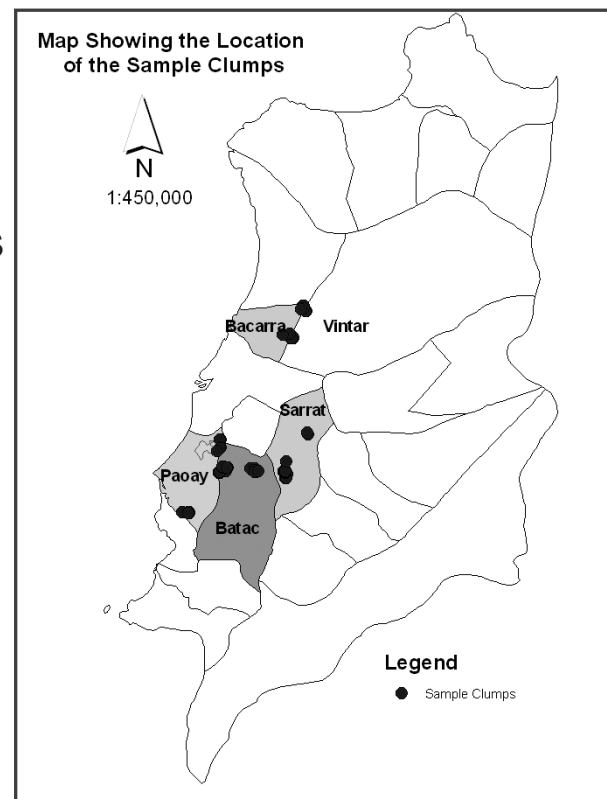 Map Showing the Location
of the Sample Clumps
N
1:450,000
s
Bacarra
Vintar
Sarrat
Paoay
Batac
Legend
Sample Clumps